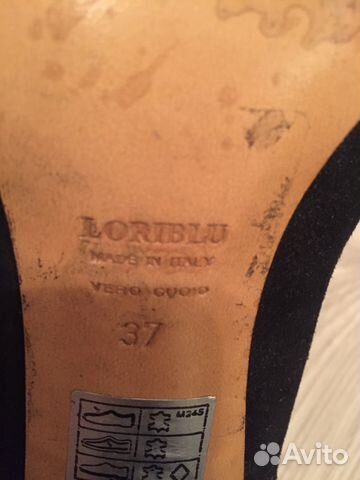 LORIBLU
MADE IN ITALY
VERO CUOIO
37
M245
Avito